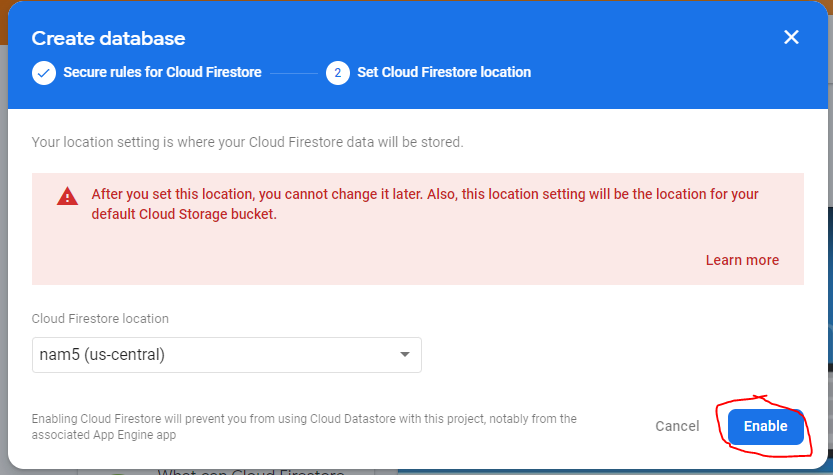 Create database
Secure rules for Cloud Firestore
2
Set Cloud Firestore location
Your location setting is where your Cloud Firestore data will be stored.
After you set this location, you cannot change it later. Also, this location setting will be the location for your
default Cloud Storage bucket.
Learn more
Cloud Firestore location
nam5 (us-central)
Enabling Cloud Firestore will prevent you from using Cloud Datastore with this project, notably from the
associated App Engine app
Cancel
Enable
What can Cloud Firestore